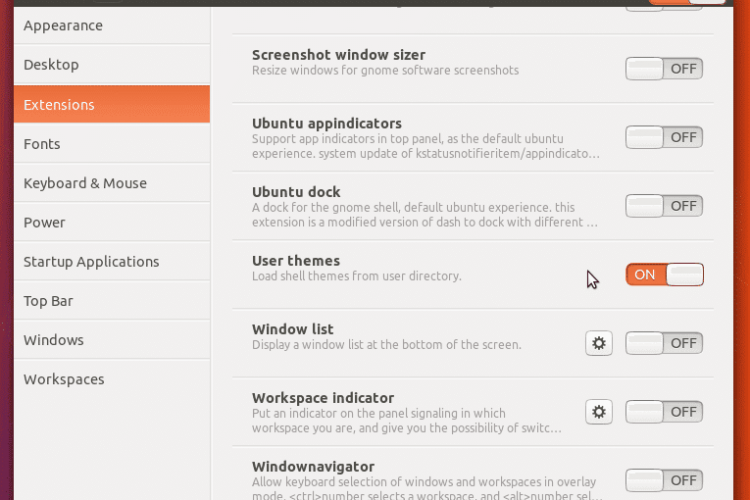 Appearance
Desktop
Extensions
Fonts
Keyboard & Mouse
Power
Startup Applications
Top Bar
Windows
Workspaces
Screenshot window sizer
Resize windows for gnome software screenshots
OFF
Ubuntu appindicators
Support app indicators in top panel, as the default ubuntu
experience. system update of kstatusnotifieritem/appindicato...
OFF
Ubuntu dock
A dock for the gnome shell, default ubuntu experience. this
extension is a modified version of dash to dock with different ...
OFF
User themes
Load shell themes from user directory.
ON
Window list
Display a window list at the bottom of the screen.
OFF
Workspace indicator
Put an indicator on the panel signaling in which
workspace you are, and give you the possibility of switc...
OFF
Windownavigator
Allow keyboard selection of windows and workspaces in overlay
mode. <ctrl>number selects a workspace, and <alt>number sel...
OFF